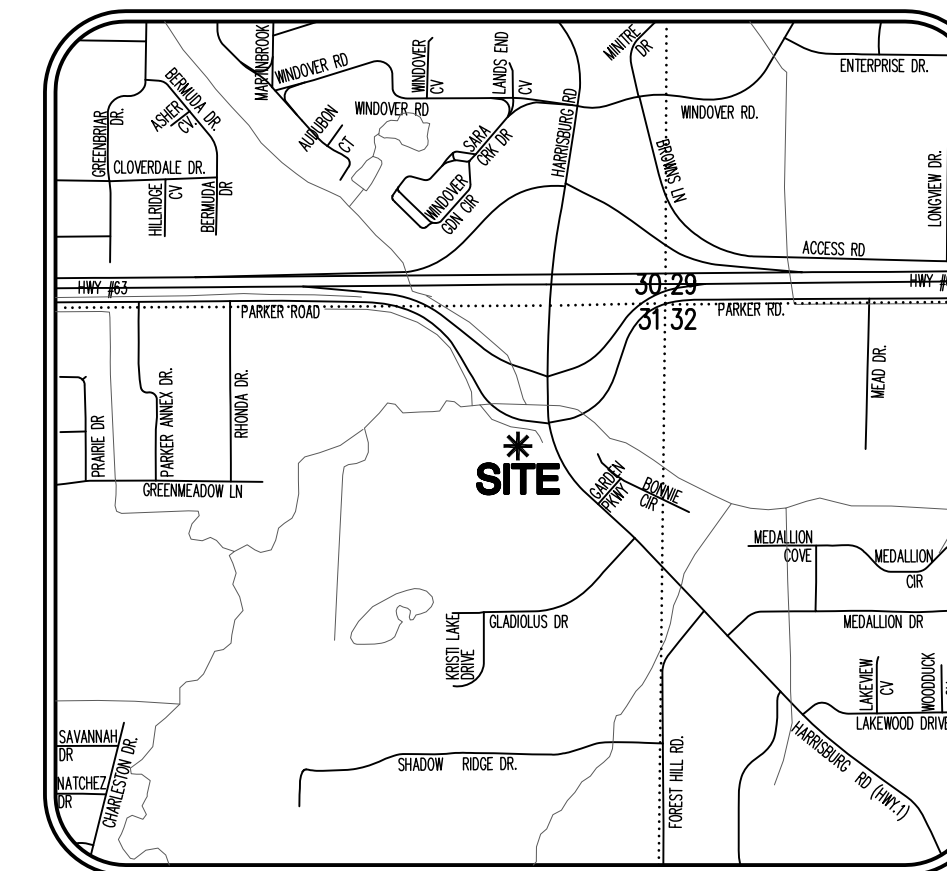 MARTINBROOK
WINDOVER RD
WINDOVER
CV
LANDS END
CV
MINITRE
DR
ENTERPRISE DR.
BERMUDA DR.
ASHER
CV.
GREENBRIAR
DR.
AUDUBON
CT
WINDOVER RD
HARRISBURG RD
WINDOVER RD.
SARA
CRK DR
BROWNS LN
LONGVIEW DR.
CLOVERDALE DR.
HILLRIDGE
CV
BERMUDA
DR
WINDOVER
GDN CIR
ACCESS RD
HWY #63
30 29
HWY #6
PARKER ROAD
31 32
PARKER RD.
MEAD DR.
PRAIRIE DR
PARKER ANNEX DR.
RHONDA DR.
GREENMEADOW LN
SITE
GARDEN
PKWY
BONNIE
CIR
MEDALLION
COVE
MEDALLION
CIR
KRISTI LAKE
DRIVE
GLADIOLUS DR
MEDALLION DR
LAKEVIEW
CV
WOODDUCK
LAKEWOOD DRIVE
SAVANNAH
DR
NATCHEZ
DR
CHARLESTON DR.
SHADOW RIDGE DR.
FOREST HILL RD.
HARRISBURG RD (HWY.1)